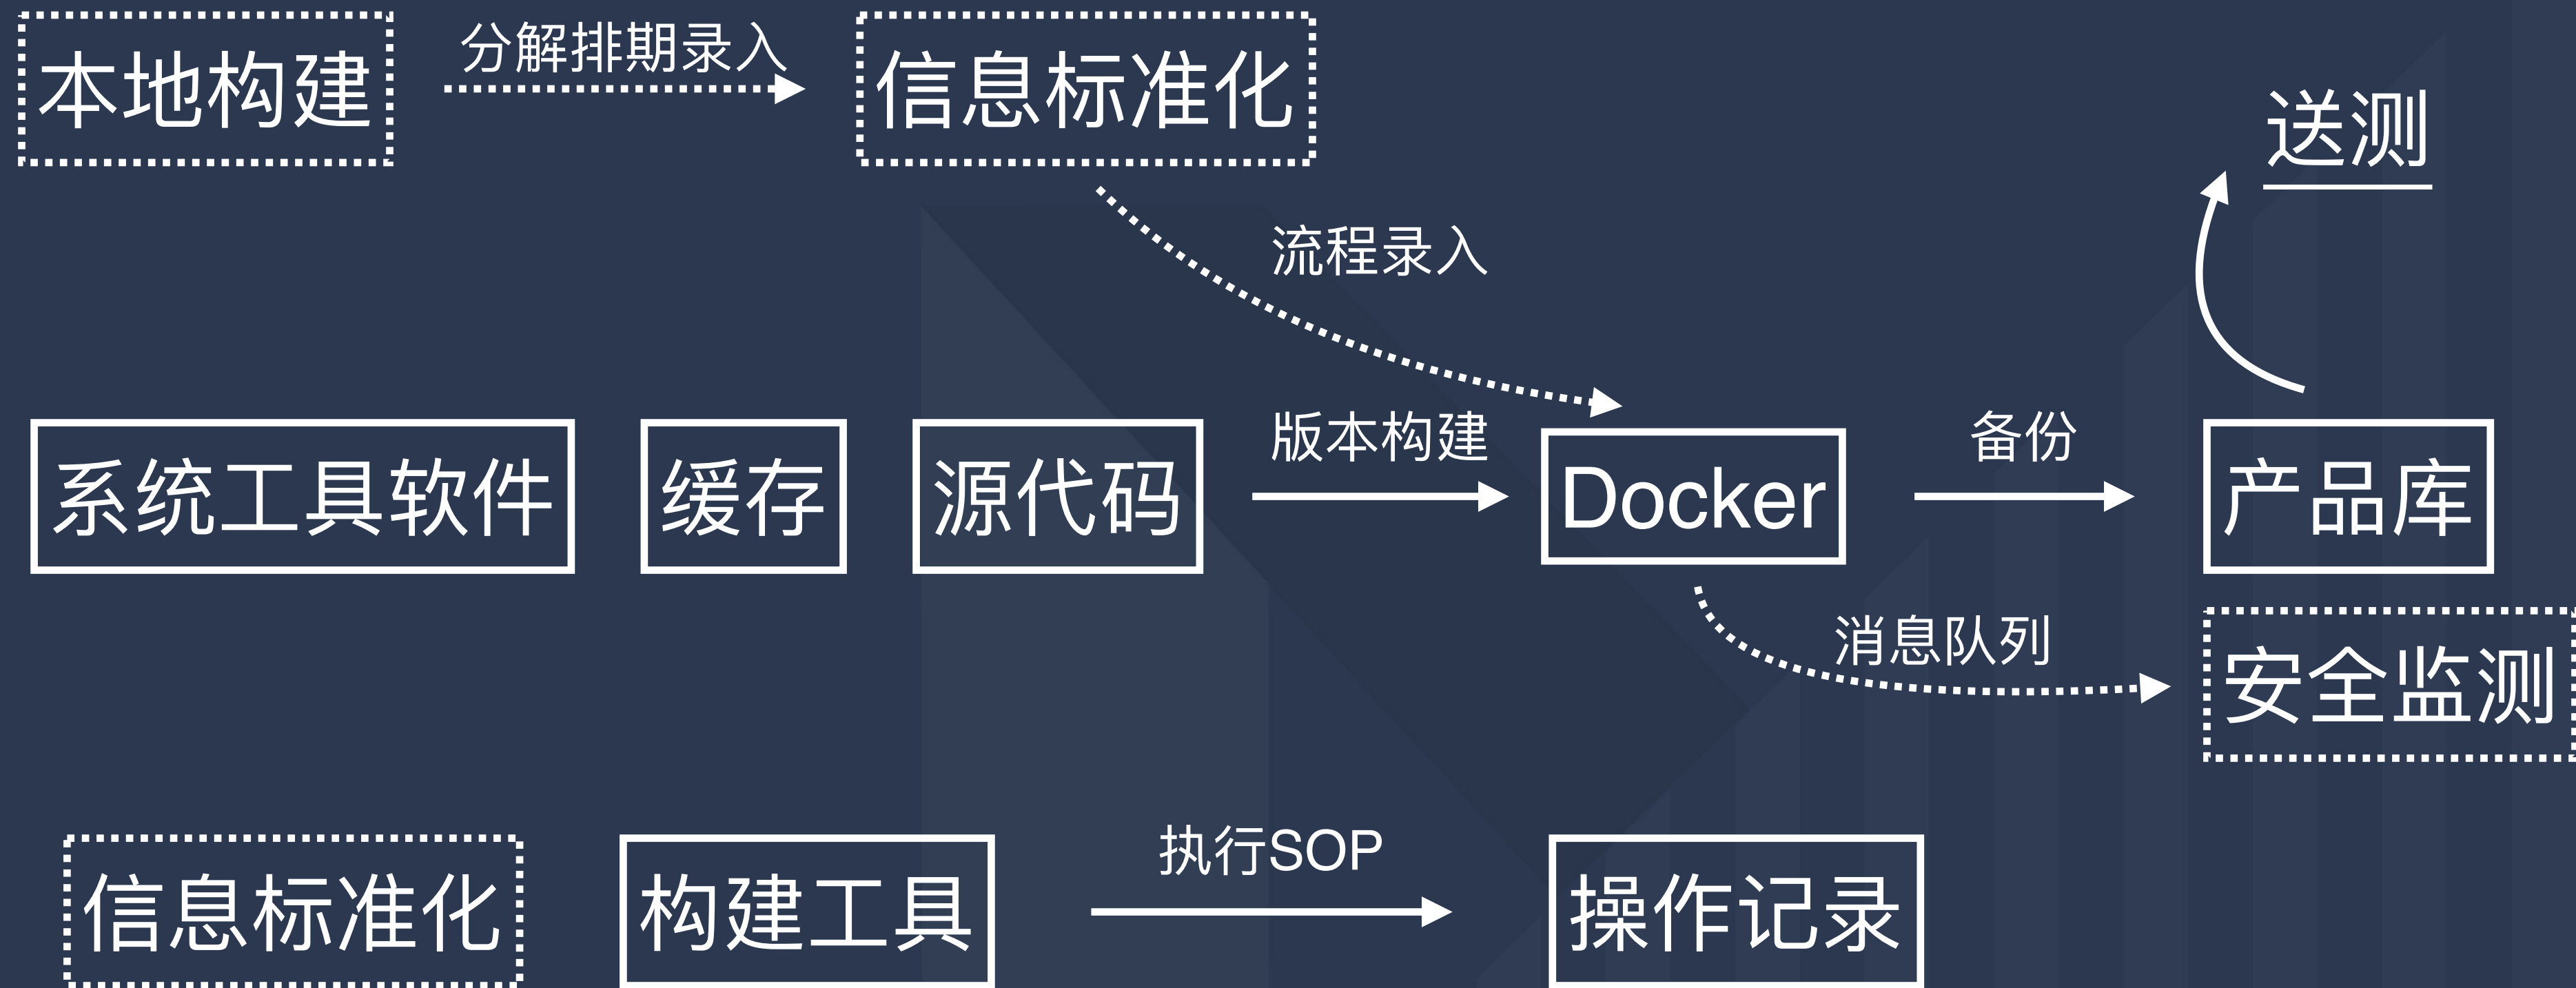 本地构建
分解排期录入
信息标准化
送测
流程录入
系统工具软件
缓存
源代码
版本构建
Docker
备份
产品库
消息队列
安全监测
信息标准化
构建工具
执行SOP
操作记录